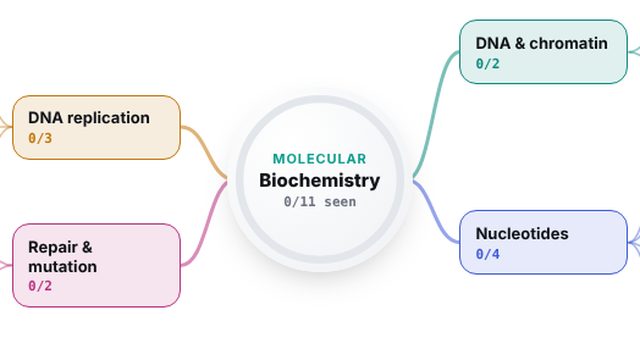 DNA & chromatin
0/2
DNA replication
0/3
MOLECULAR
Biochemistry
0/11 seen
Repair &
mutation
0/2
Nucleotides
0/4